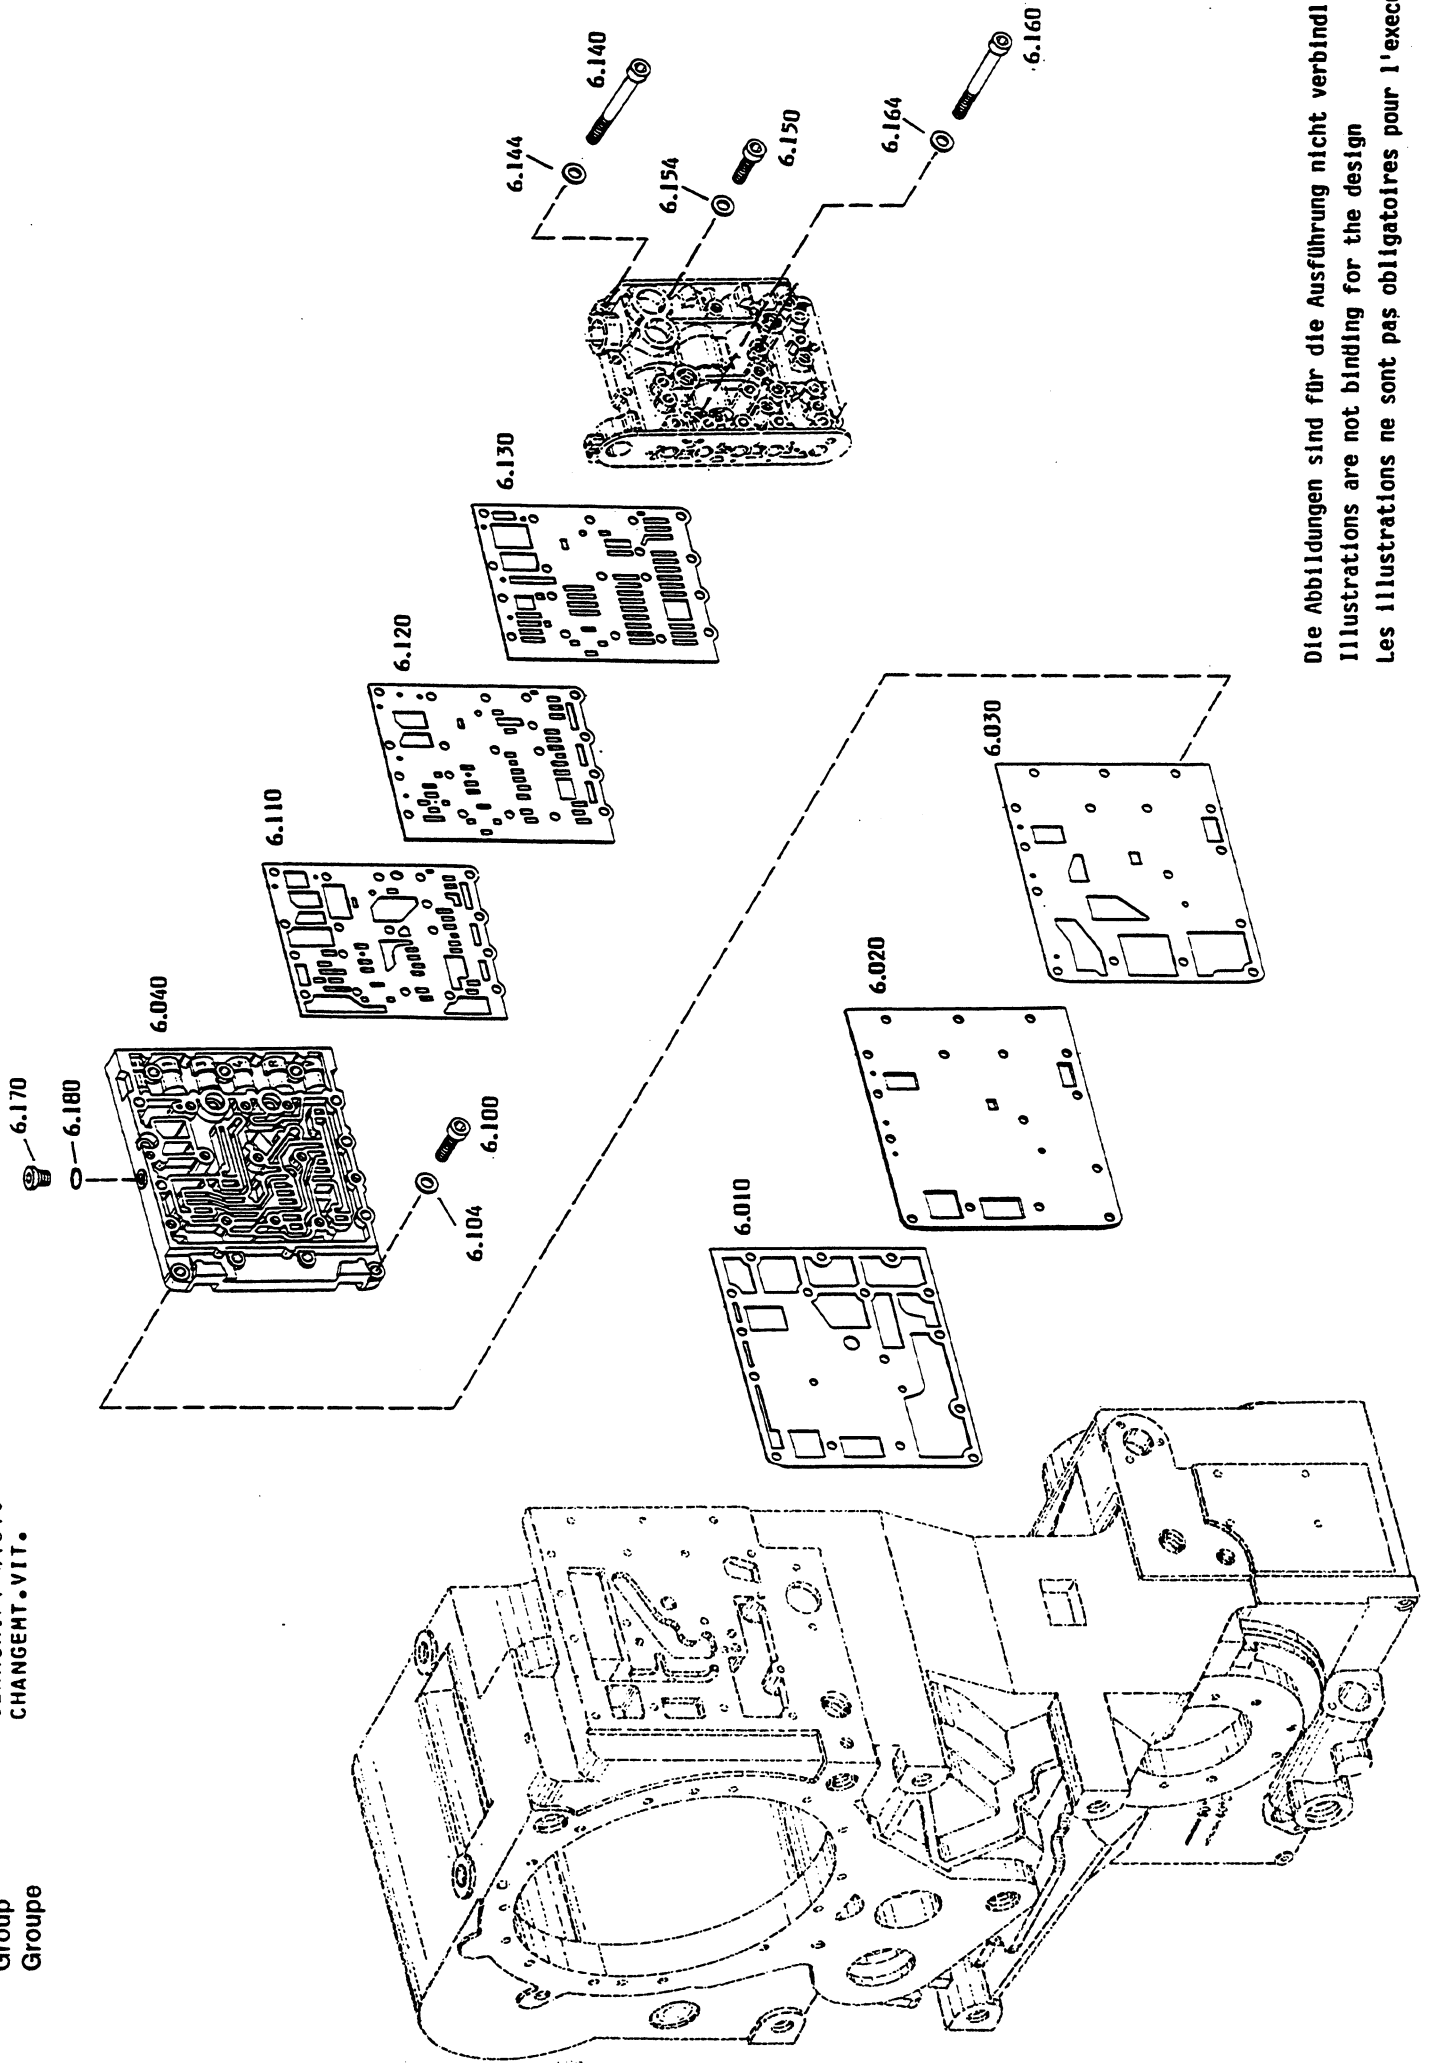 Group
Groupe
CHANGEMT.VIT.
6.010
6.020
6.030
6.040
6.100
6.104
6.110
6.120
6.130
6.140
6.144
6.150
6.154
6.160
6.164
6.170
6.180
Die Abbildungen sind für die Ausführung nicht verbindl
Illustrations are not binding for the design
Les illustrations ne sont pas obligatoires pour l'exec